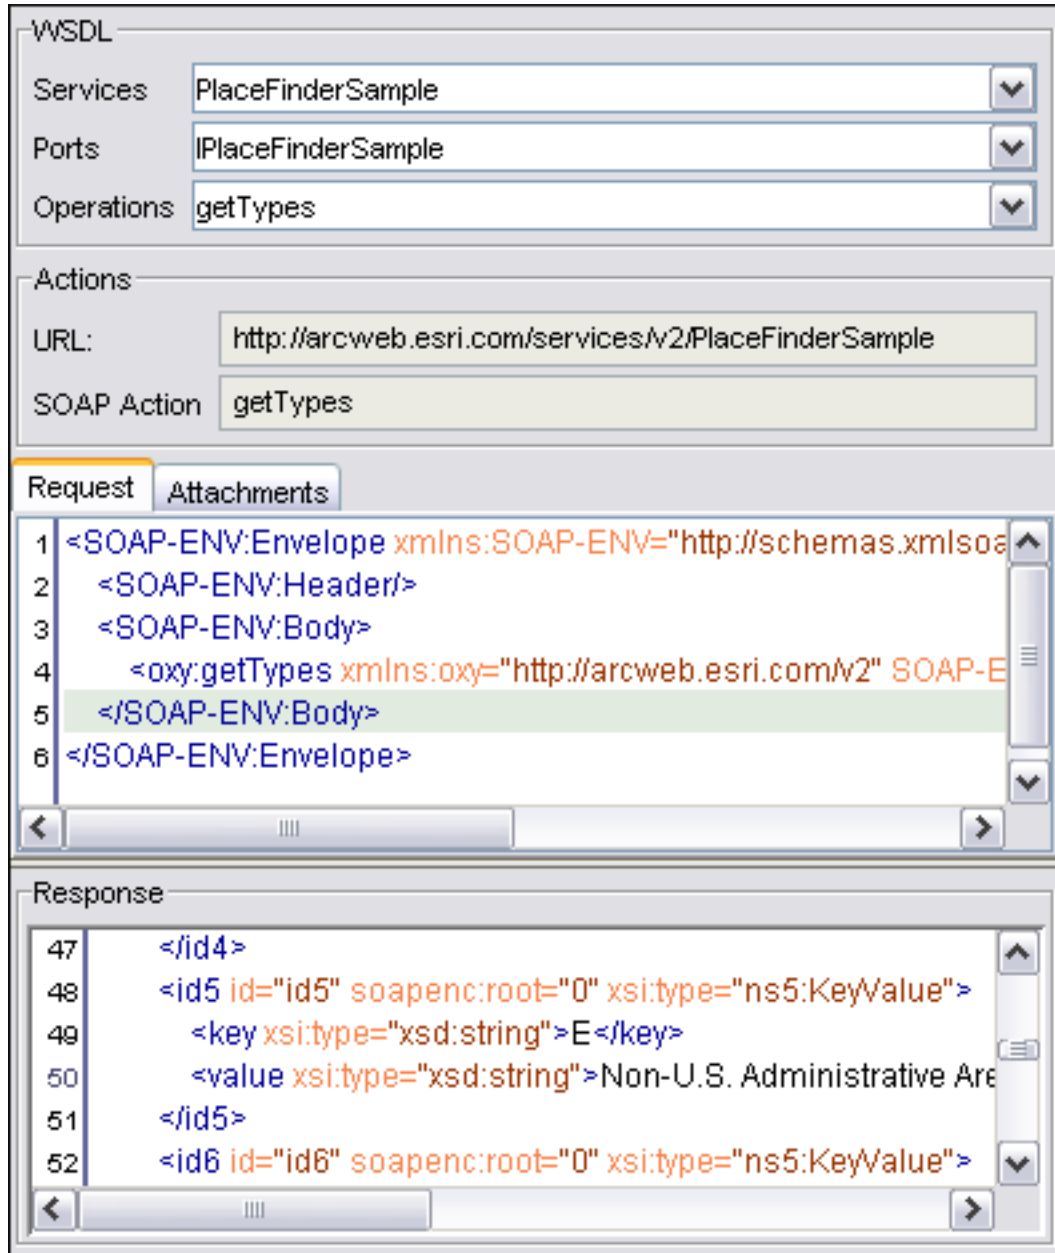 WSDL
Services PlaceFinderSample
Ports IPlaceFinderSample
Operations getTypes
Actions
URL: http://arcweb.esri.com/services/v2/PlaceFinderSample
SOAP Action getTypes
Request Attachments
1 <SOAP-ENV:Envelope xmlns:SOAP-ENV="http://schemas.xmlsoa
2 <SOAP-ENV:Header/>
3 <SOAP-ENV:Body>
4 <oxy:getTypes xmlns:oxy="http://arcweb.esri.com/v2" SOAP-E
5 </SOAP-ENV:Body>
6 </SOAP-ENV:Envelope>
Response
47 </id4>
48 <id5 id="id5" soapenc:root="0" xsi:type="ns5:KeyValue">
49 <key xsi:type="xsd:string">E</key>
50 <value xsi:type="xsd:string">Non-U.S. Administrative Are
51 </id5>
52 <id6 id="id6" soapenc:root="0" xsi:type="ns5:KeyValue">